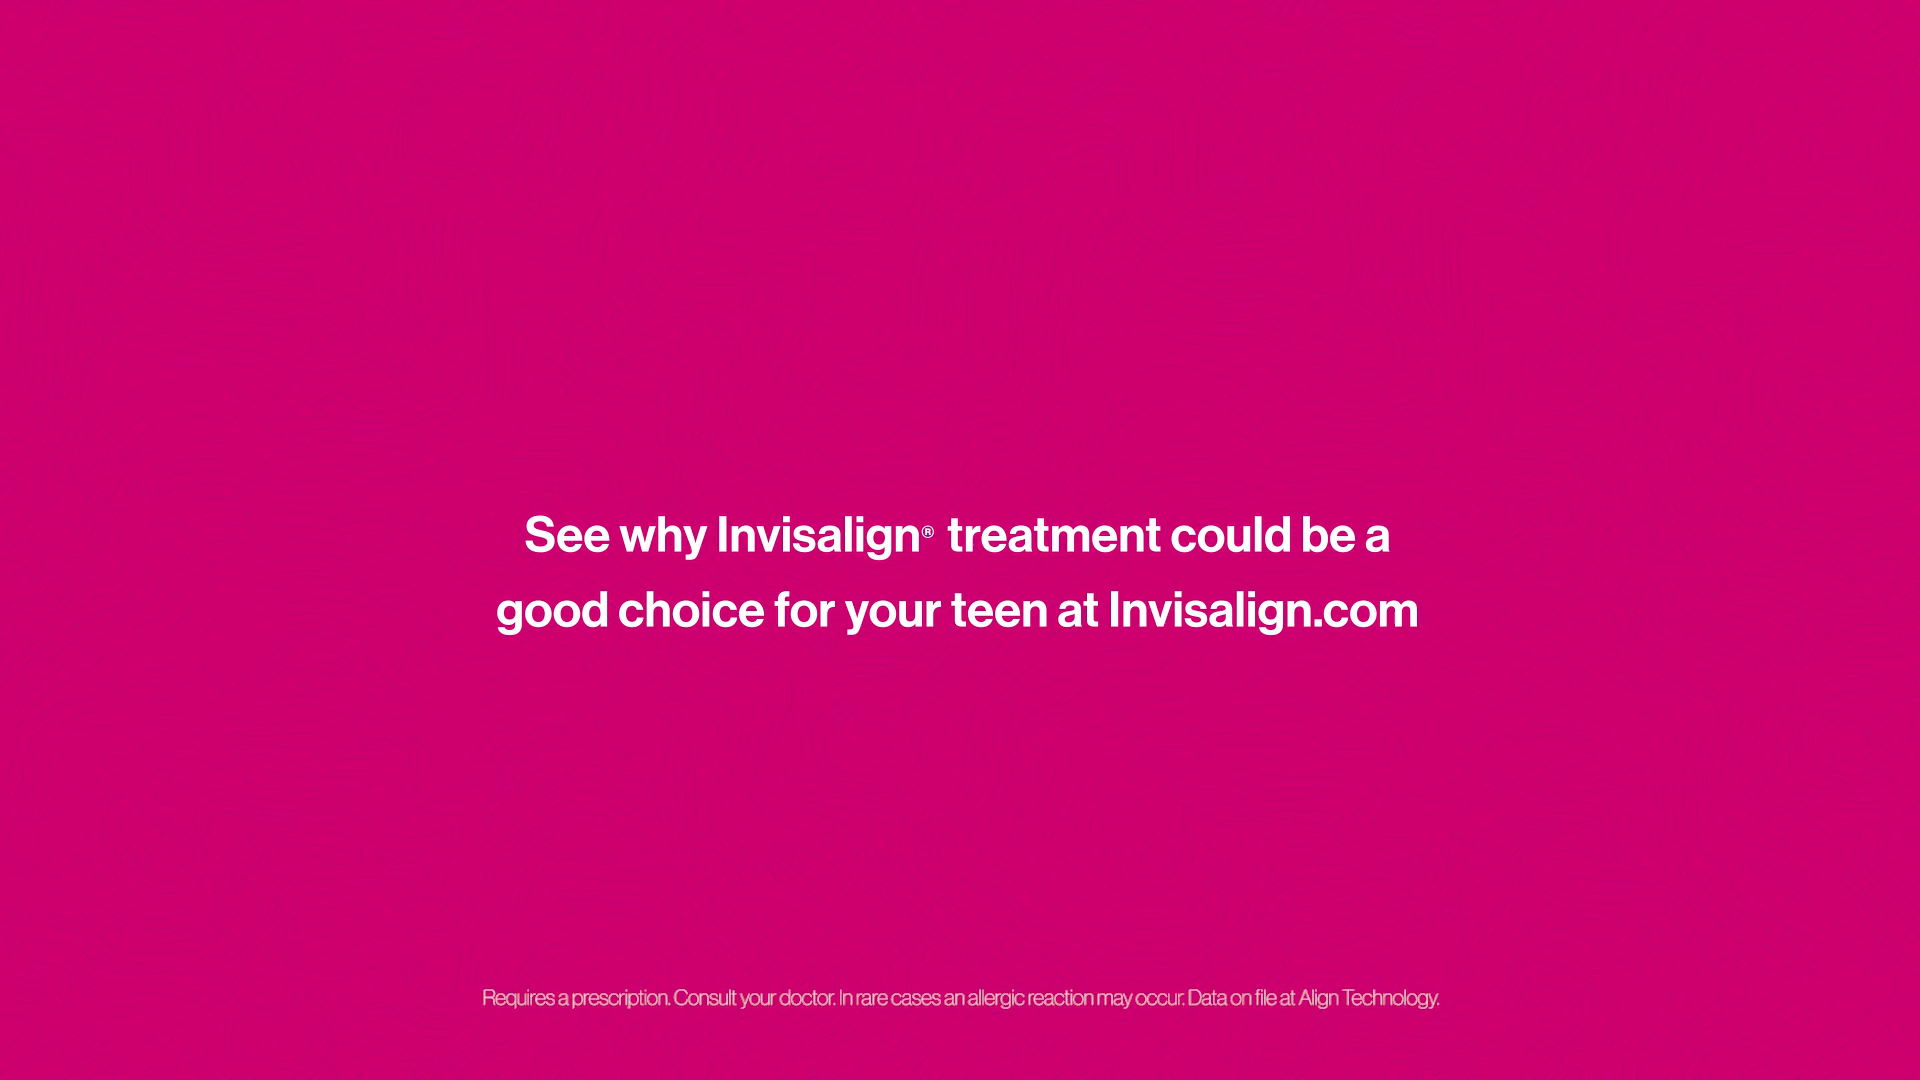 See why Invisalign® treatment could be a
good choice for your teen at Invisalign.com
Requires a prescription. Consult your doctor. In rare cases an allergic reaction may occur. Data on file at Align Technology.